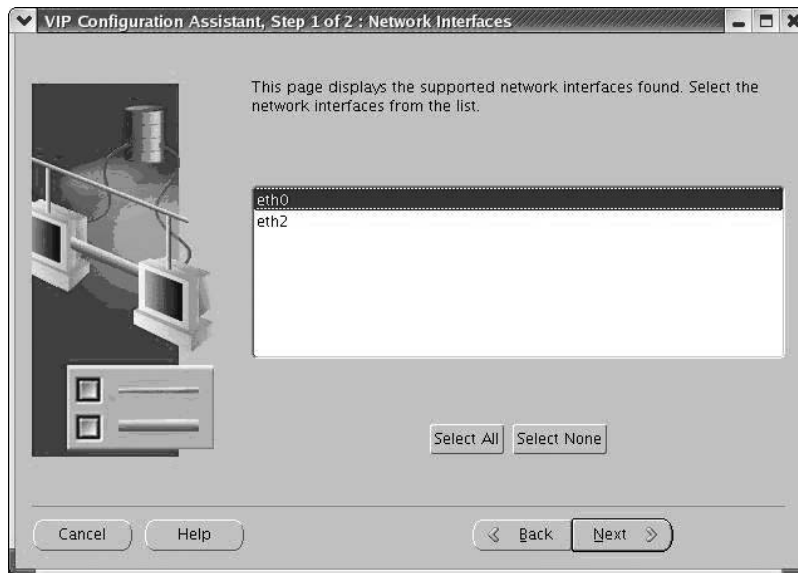 VIP Configuration Assistant, Step 1 of 2 : Network Interfaces
This page displays the supported network interfaces found. Select the
network interfaces from the list.
eth0
eth2
Select All Select None
Cancel Help Back Next